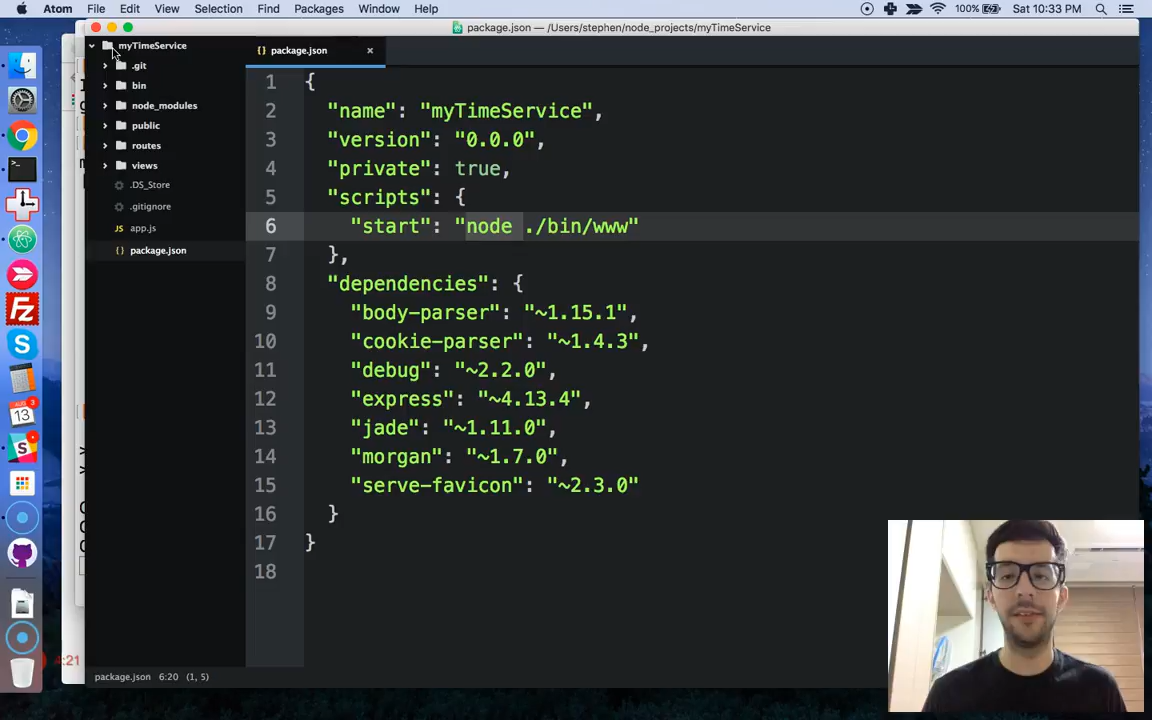 Atom File Edit View Selection Find Packages Window Help 100% Sat 10:33 PM
package.json — /Users/stephen/node_projects/myTimeService
myTimeService
.git
bin
node_modules
public
routes
views
.DS_Store
.gitignore
JS app.js
{} package.json
{} package.json ×
1 {
2 "name": "myTimeService",
3 "version": "0.0.0",
4 "private": true,
5 "scripts": {
6 "start": "node ./bin/www"
7 },
8 "dependencies": {
9 "body-parser": "~1.15.1",
10 "cookie-parser": "~1.4.3",
11 "debug": "~2.2.0",
12 "express": "~4.13.4",
13 "jade": "~1.11.0",
14 "morgan": "~1.7.0",
15 "serve-favicon": "~2.3.0"
16 }
17 }
18
package.json 6:20 (1, 5)
Fz
S
3
13
S
:21